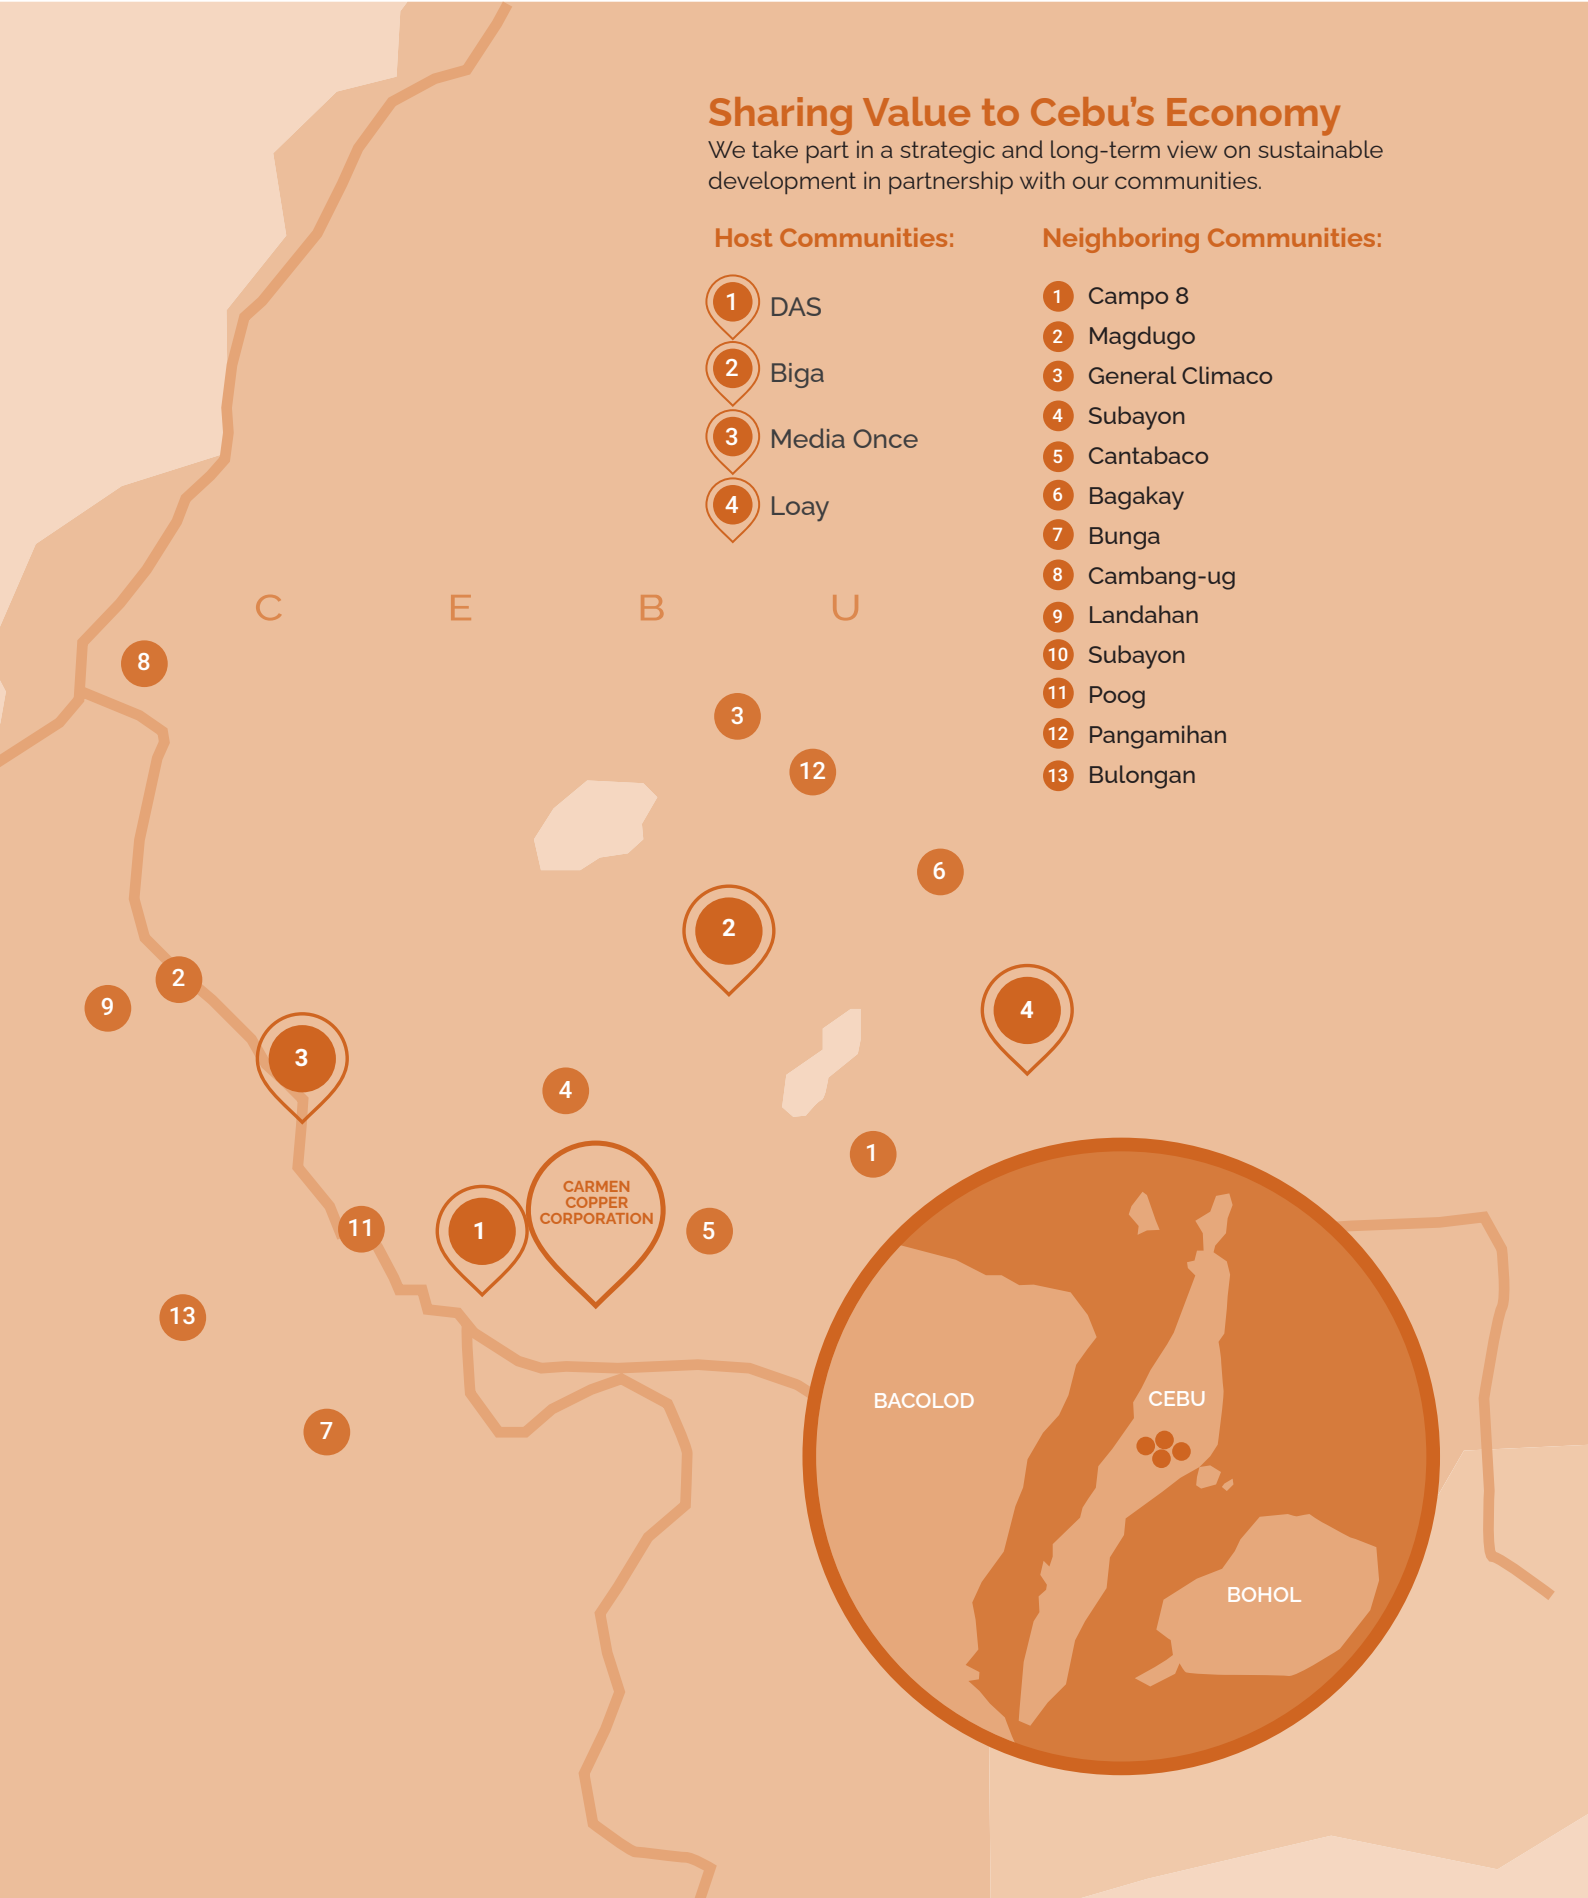 Sharing Value to Cebu's Economy
We take part in a strategic and long-term view on sustainable
development in partnership with our communities.
Host Communities:
1 DAS
2 Biga
3 Media Once
4 Loay
Neighboring Communities:
1 Campo 8
2 Magdugo
3 General Climaco
4 Subayon
5 Cantabaco
6 Bagakay
7 Bunga
8 Cambang-ug
9 Landahan
10 Subayon
11 Poog
12 Pangamihan
13 Bulongan
C E B U
8
3
12
6
2
2
9
4
3
4
1
CARMEN
COPPER
CORPORATION
11
1
5
13
7
BACOLOD
CEBU
BOHOL